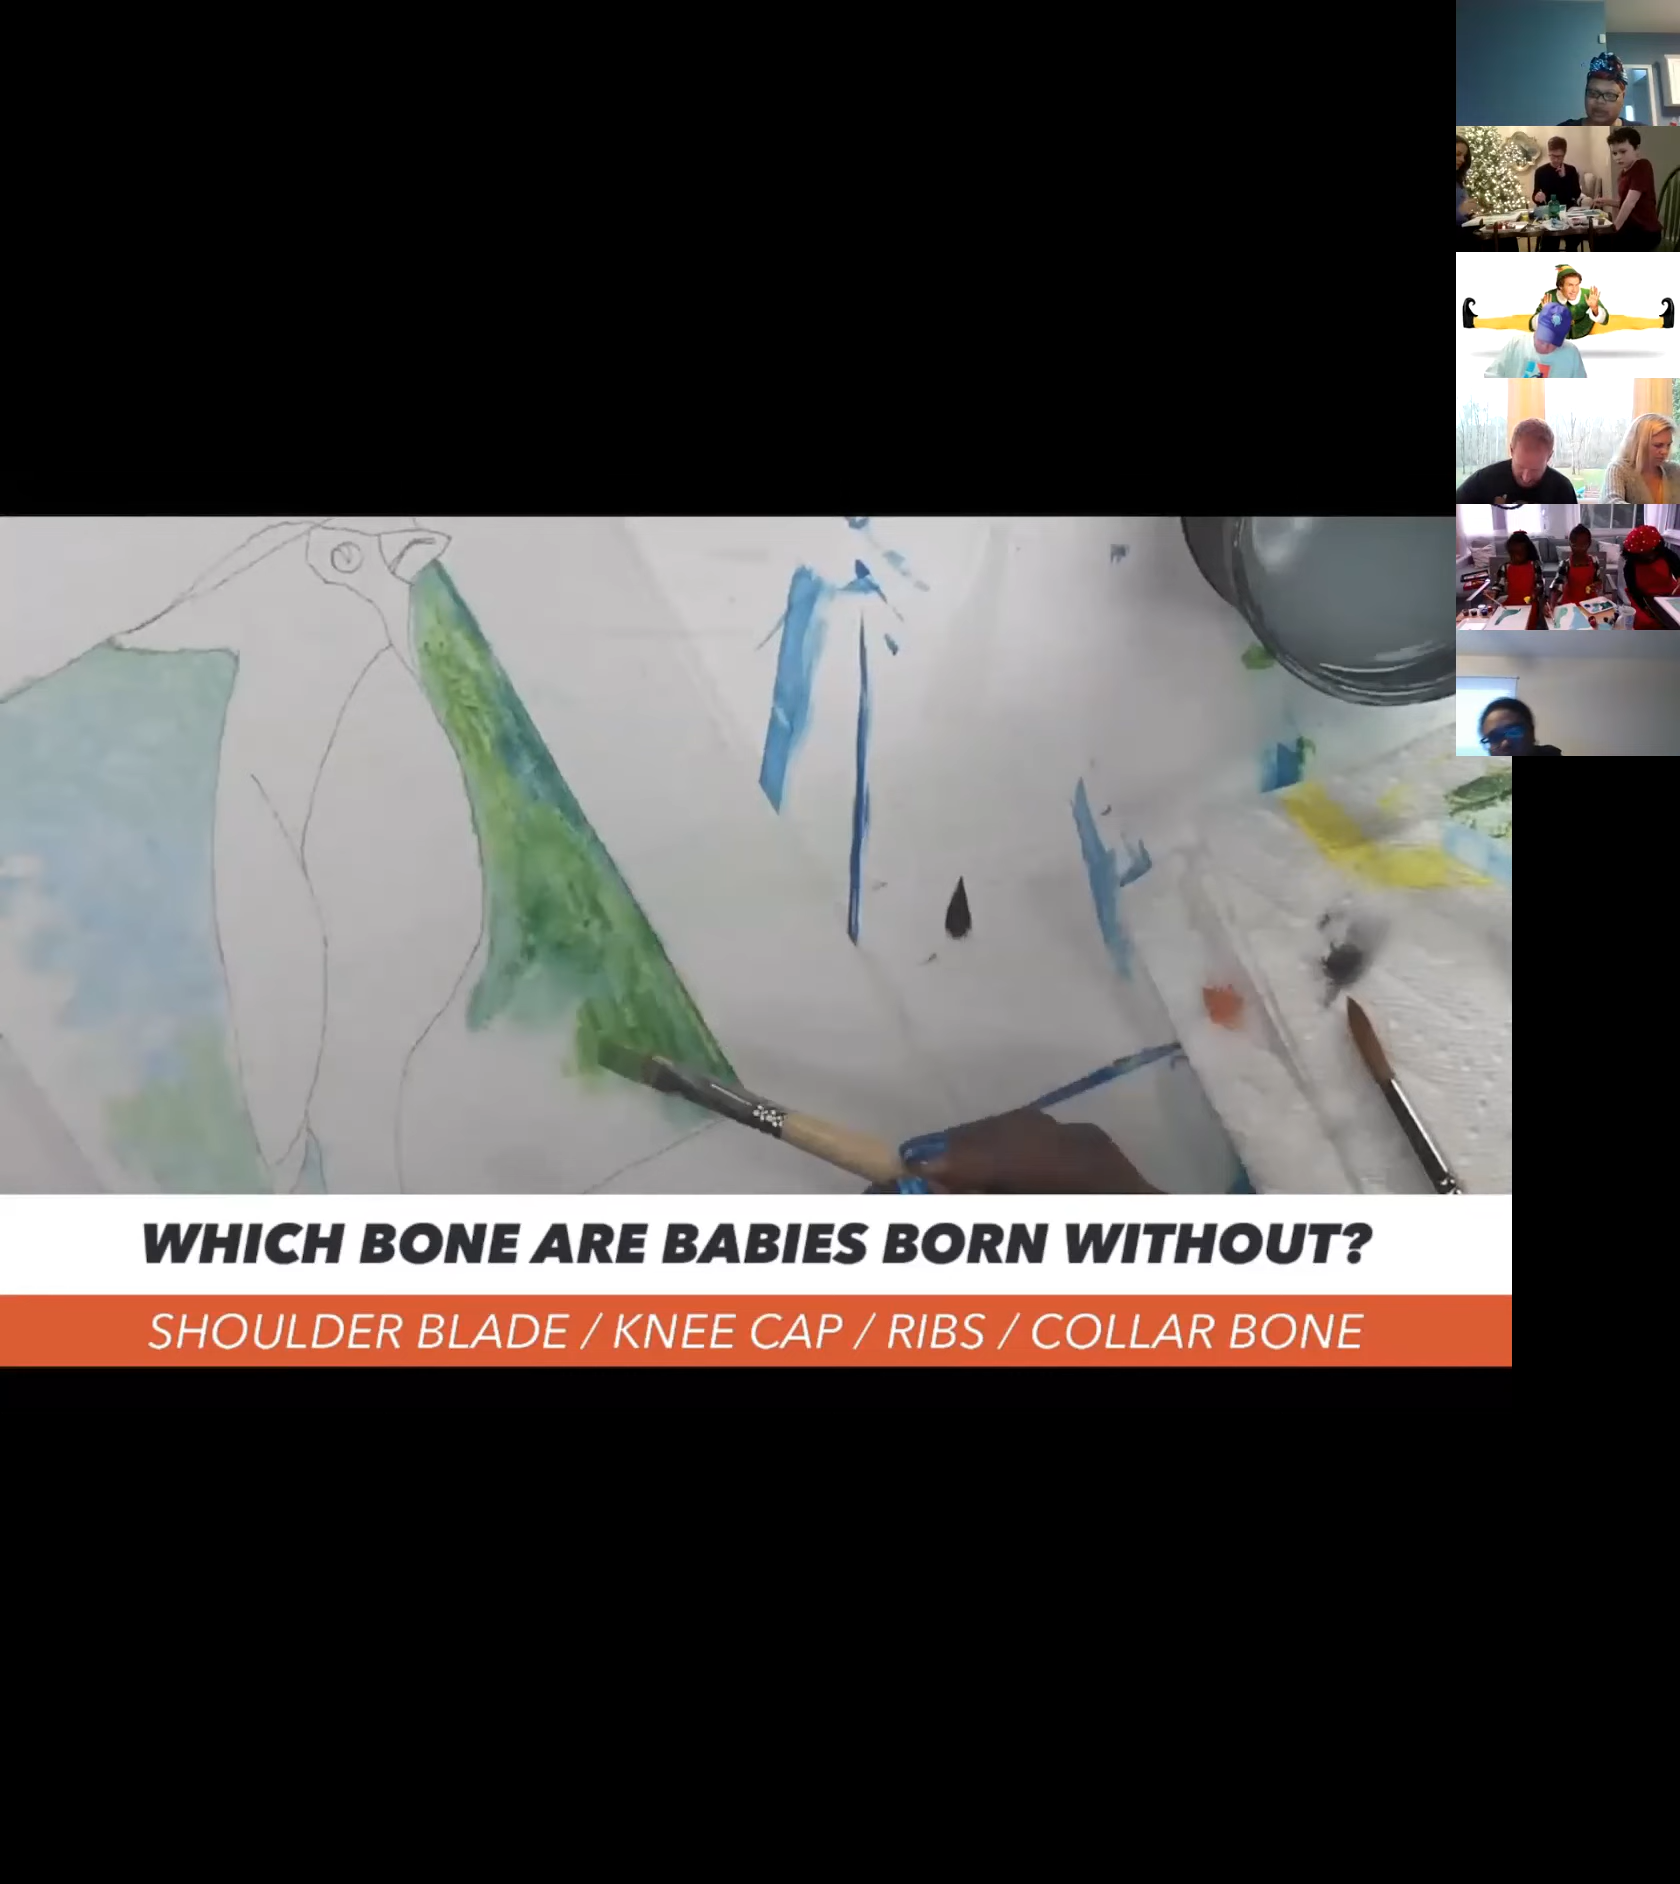 WHICH BONE ARE BABIES BORN WITHOUT?
SHOULDER BLADE / KNEE CAP / RIBS / COLLAR BONE